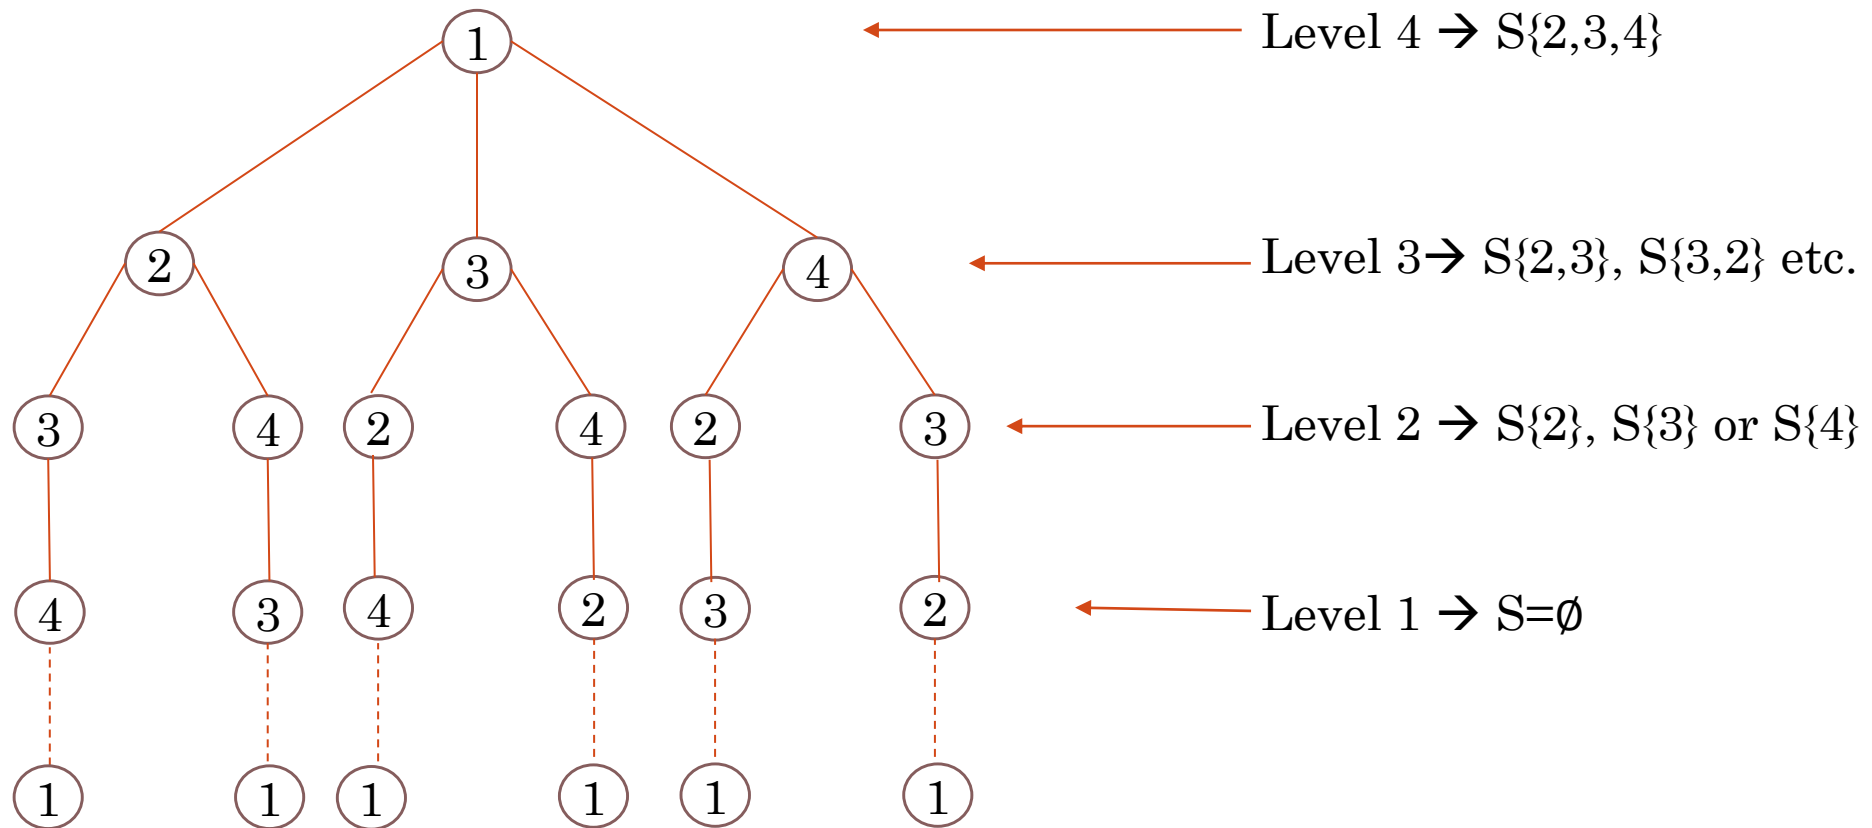 1 Level 4 → S{2,3,4}
2 3 4 Level 3→ S{2,3}, S{3,2} etc.
3 4 2 4 2 3 Level 2 → S{2}, S{3} or S{4}
4 3 4 2 3 2 Level 1 → S=∅
1 1 1 1 1 1